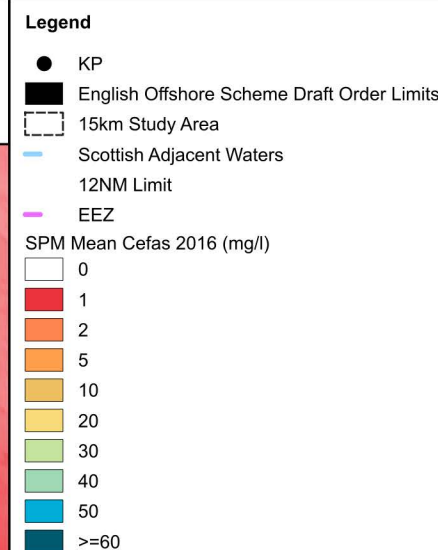 Legend
KP
English Offshore Scheme Draft Order Limits
15km Study Area
Scottish Adjacent Waters
12NM Limit
EEZ
SPM Mean Cefas 2016 (mg/l)
0
1
2
5
10
20
30
40
50
>=60